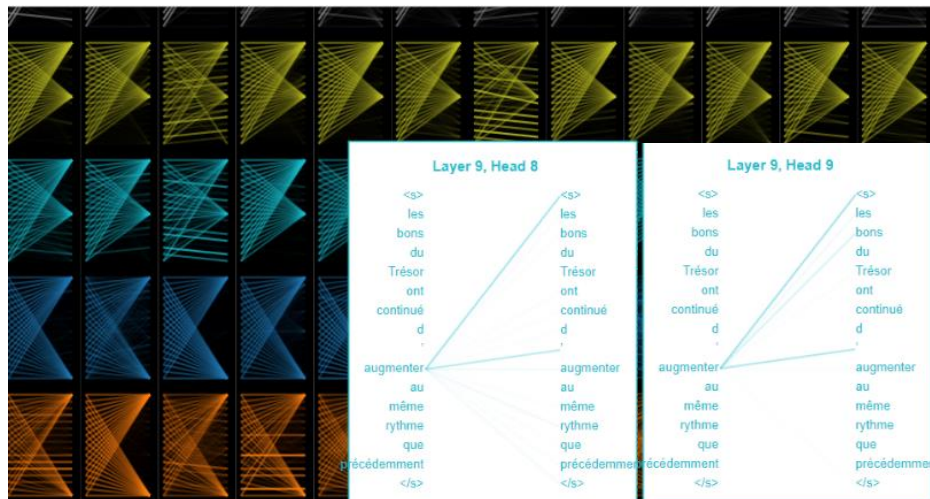 Layer 9, Head 8
<s> <s>
les les
bons bons
du du
Trésor Trésor
ont ont
continué continué
d d
' '
augmenter augmenter
au au
même même
rythme rythme
que que
précédemment précédemmen
</s> </s>
Layer 9, Head 9
<s> <s>
les les
bons bons
du du
Trésor Trésor
ont ont
continué continué
d d
' '
augmenter augmenter
au au
même même
rythme rythme
que que
précédemment précédemment
</s> </s>